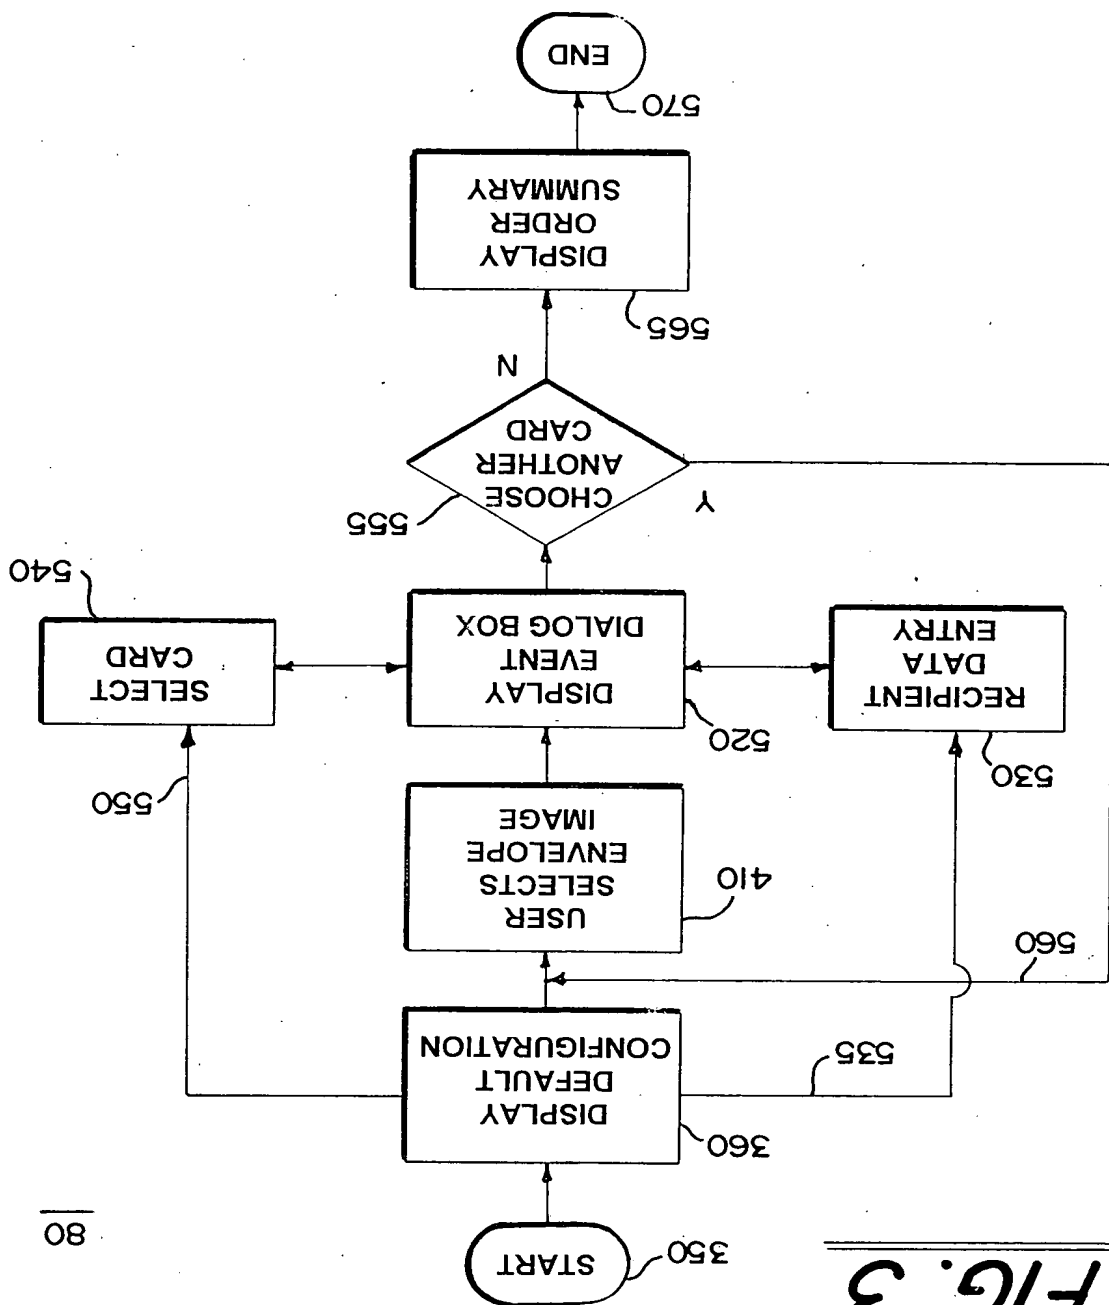 FIG. 3
80
350
START
360
DISPLAY
DEFAULT
CONFIGURATION
535
550
560
410
USER
SELECTS
ENVELOPE
IMAGE
530
RECIPIENT
DATA
ENTRY
520
DISPLAY
EVENT
DIALOG BOX
540
SELECT
CARD
555
CHOOSE
ANOTHER
CARD
Y
N
565
DISPLAY
ORDER
SUMMARY
570
END